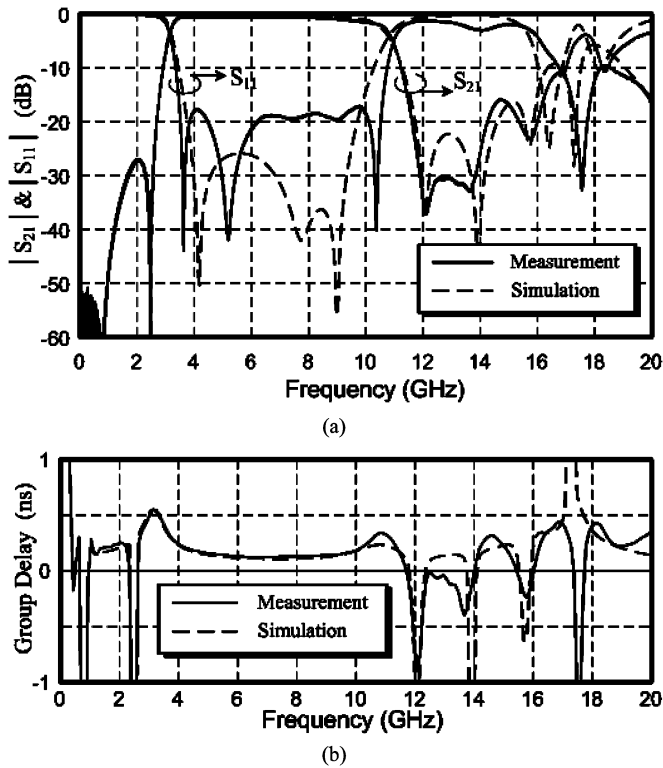 |S21| & |S11| (dB)
0
-10
-20
-30
-40
-50
-60
S11
S21
Measurement
Simulation
0 2 4 6 8 10 12 14 16 18 20
Frequency (GHz)
(a)
Group Delay (ns)
1
0
-1
Measurement
Simulation
0 2 4 6 8 10 12 14 16 18 20
Frequency (GHz)
(b)